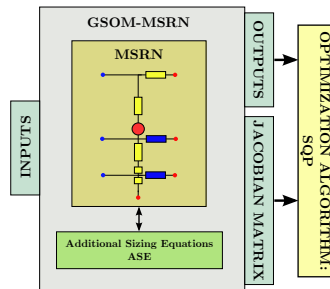 GSOM-MSRN
MSRN
INPUTS
Additional Sizing Equations
ASE
OUTPUTS
JACOBIAN MATRIX
OPTIMIZATION ALGORITHM:
SQP